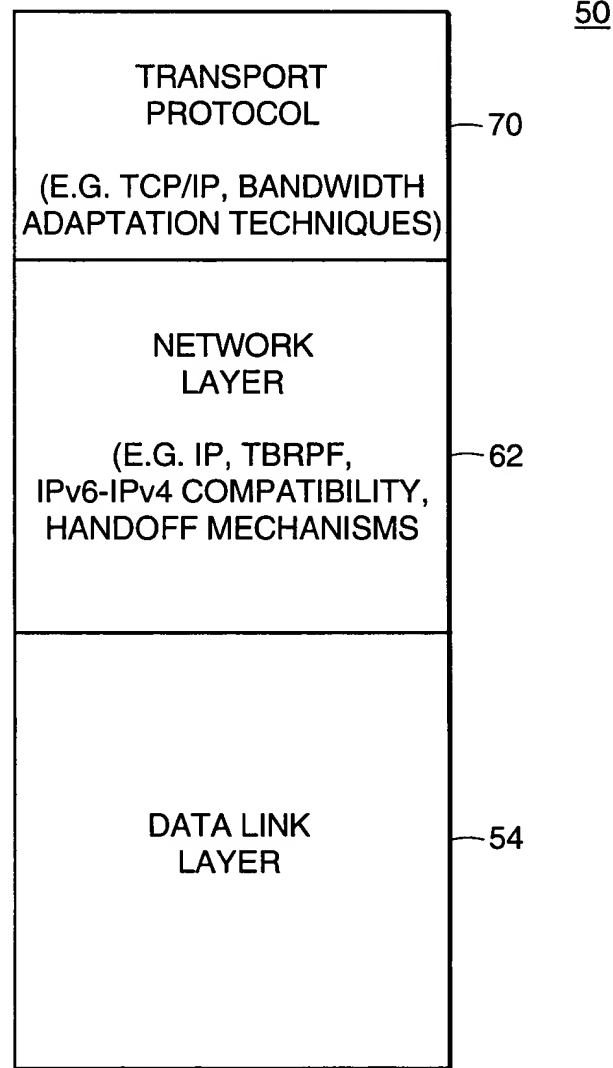 50
TRANSPORT
PROTOCOL
(E.G. TCP/IP, BANDWIDTH
ADAPTATION TECHNIQUES)
70
NETWORK
LAYER
(E.G. IP, TBRPF,
IPv6-IPv4 COMPATIBILITY,
HANDOFF MECHANISMS
62
DATA LINK
LAYER
54